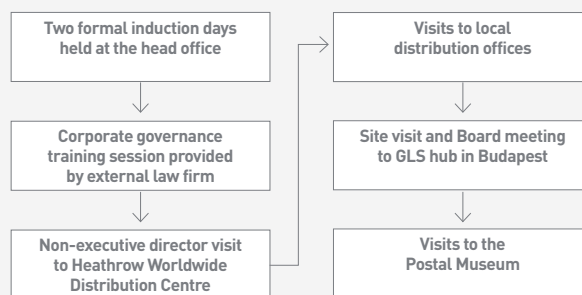 Two formal induction days
held at the head office
Corporate governance
training session provided
by external law firm
Non-executive director visit
to Heathrow Worldwide
Distribution Centre
Visits to local
distribution offices
Site visit and Board meeting
to GLS hub in Budapest
Visits to the
Postal Museum